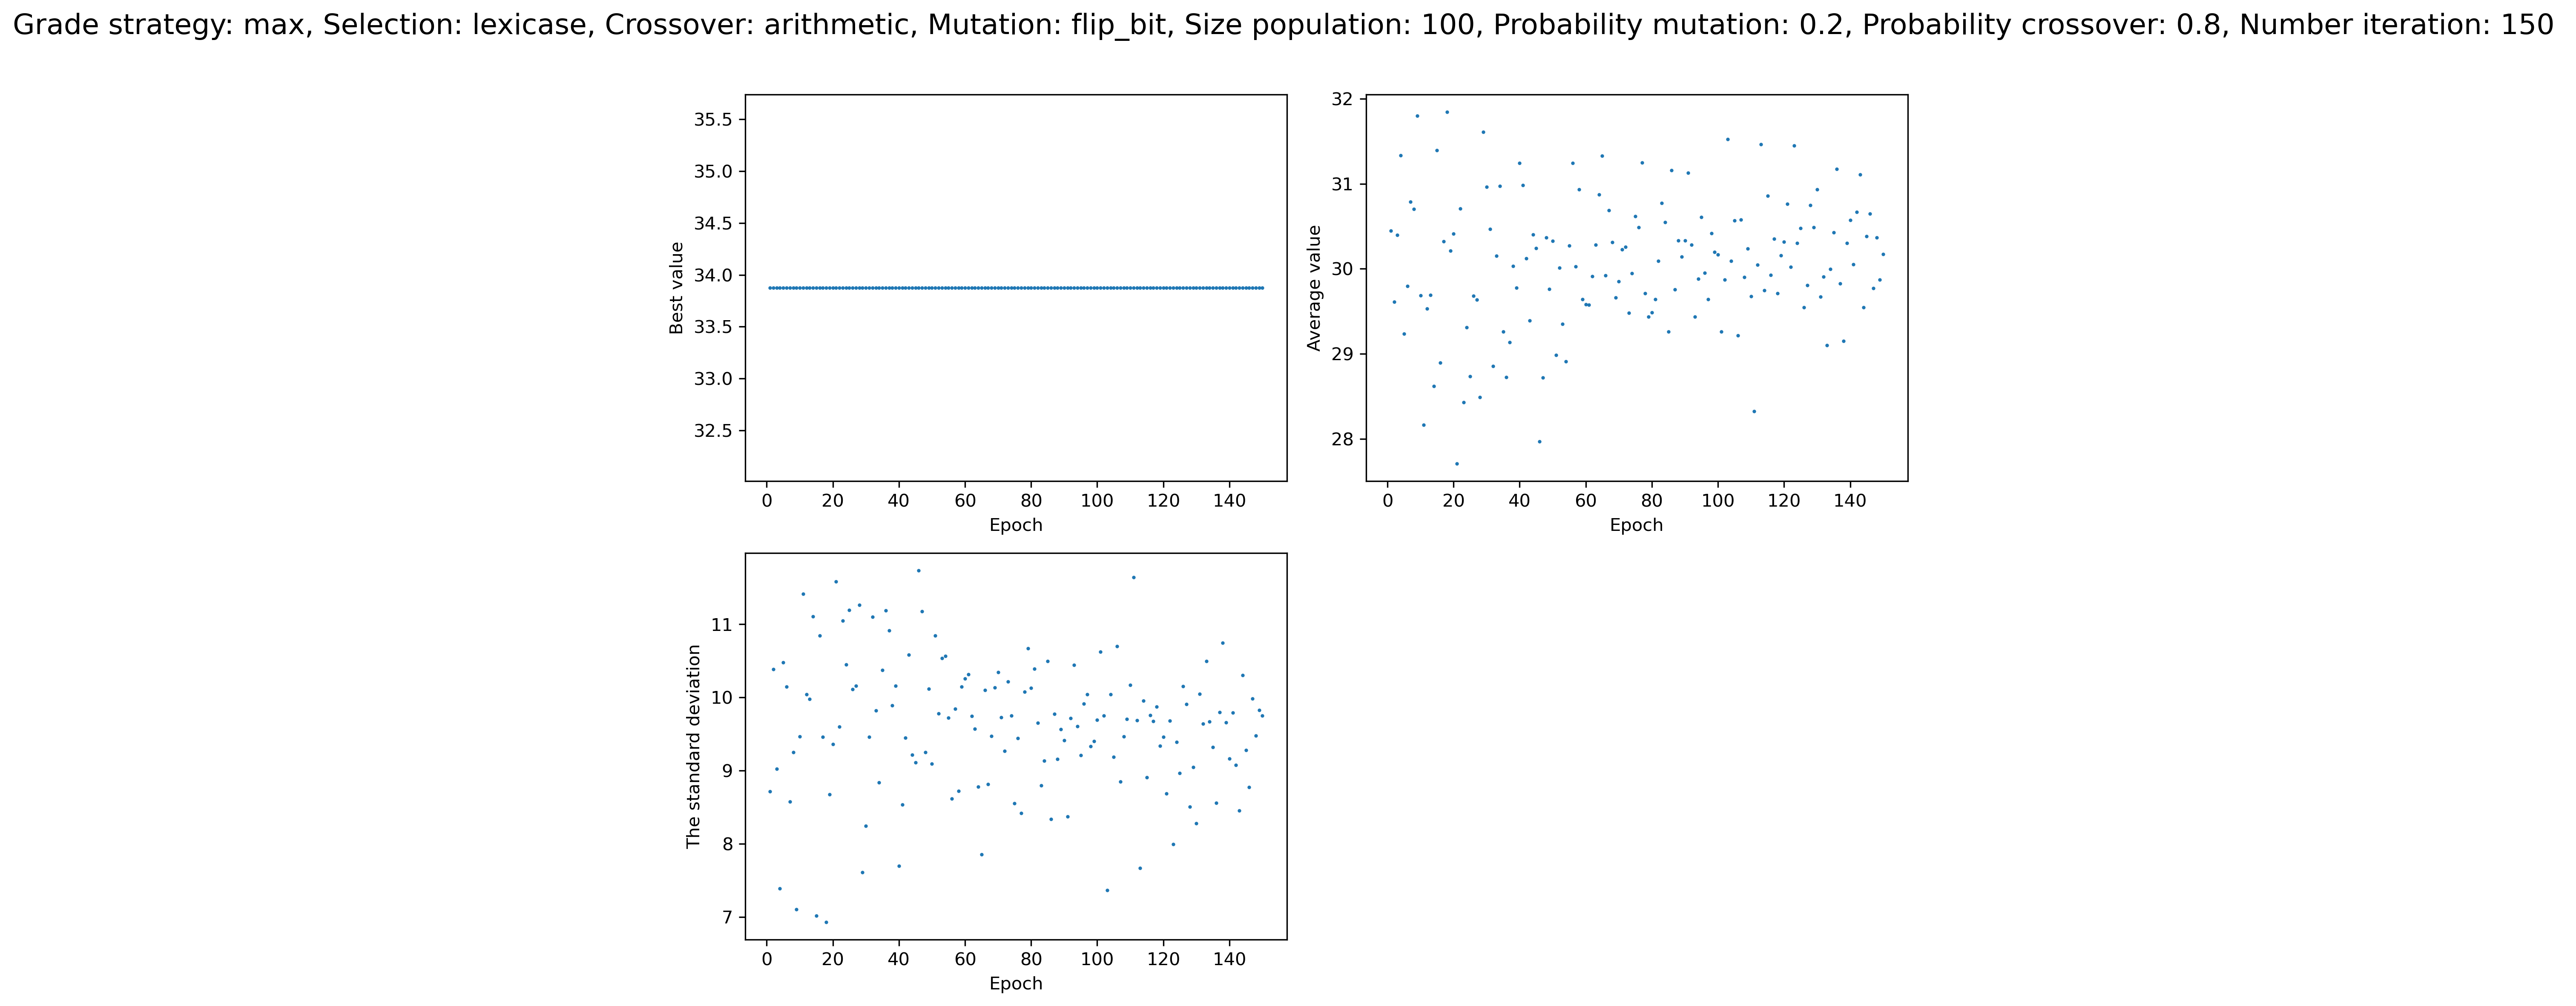 Grade strategy: max, Selection: lexicase, Crossover: arithmetic, Mutation: flip_bit, Size population: 100, Probability mutation: 0.2, Probability crossover: 0.8, Number iteration: 150
35.5
35.0
34.5
34.0
33.5
33.0
32.5
Best value
0 20 40 60 80 100 120 140
Epoch
32
31
30
29
28
Average value
0 20 40 60 80 100 120 140
Epoch
11
10
9
8
7
The standard deviation
0 20 40 60 80 100 120 140
Epoch